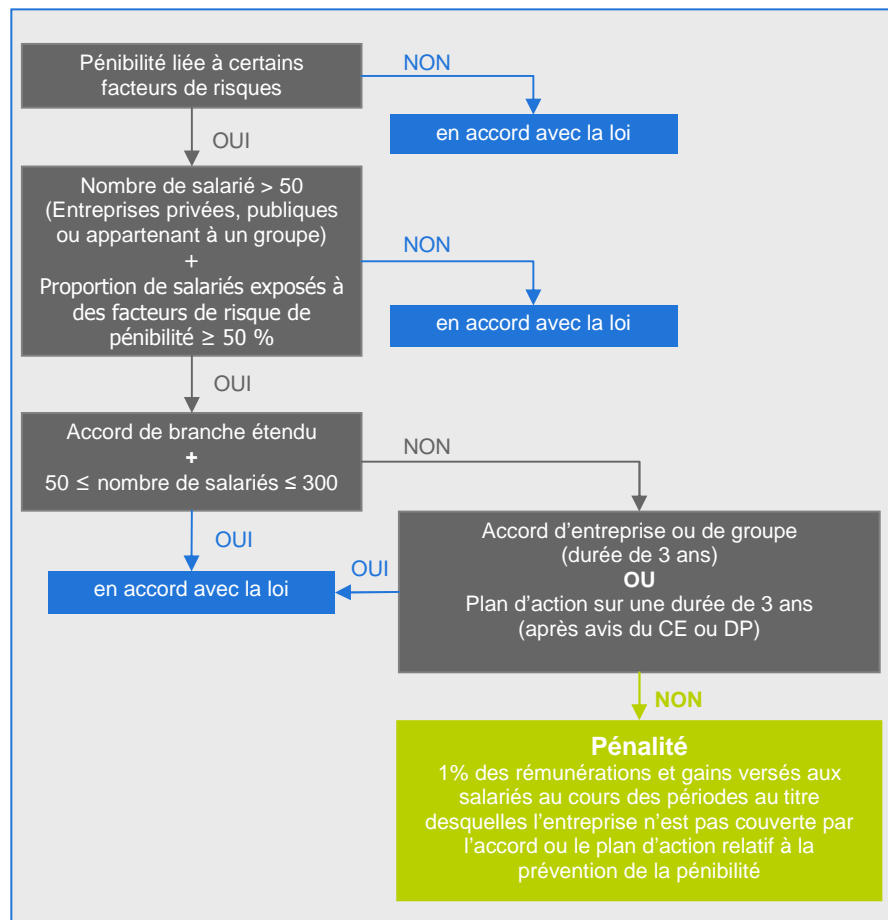 Pénibilité liée à certains
facteurs de risques
NON
en accord avec la loi
OUI
Nombre de salarié > 50
(Entreprises privées, publiques
ou appartenant à un groupe)
+
Proportion de salariés exposés à
des facteurs de risque de
pénibilité ≥ 50 %
NON
en accord avec la loi
OUI
Accord de branche étendu
+
50 ≤ nombre de salariés ≤ 300
NON
OUI
en accord avec la loi
OUI
Accord d’entreprise ou de groupe
(durée de 3 ans)
OU
Plan d’action sur une durée de 3 ans
(après avis du CE ou DP)
NON
Pénalité
1% des rémunérations et gains versés aux
salariés au cours des périodes au titre
desquelles l’entreprise n’est pas couverte par
l’accord ou le plan d’action relatif à la
prévention de la pénibilité